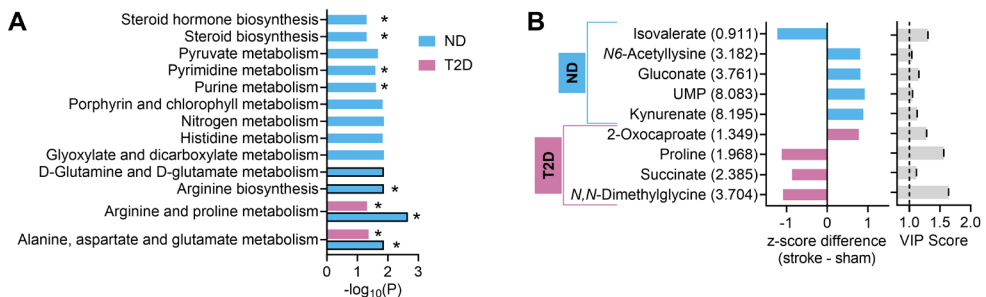 A
Steroid hormone biosynthesis *
Steroid biosynthesis *
Pyruvate metabolism
Pyrimidine metabolism *
Purine metabolism *
Porphyrin and chlorophyll metabolism
Nitrogen metabolism
Histidine metabolism
Glyoxylate and dicarboxylate metabolism
D-Glutamine and D-glutamate metabolism
Arginine biosynthesis *
Arginine and proline metabolism *
*
Alanine, aspartate and glutamate metabolism *
*
0 1 2 3
-log10(P)
ND
T2D
B
ND
T2D
Isovalerate (0.911)
N6-Acetyllysine (3.182)
Gluconate (3.761)
UMP (8.083)
Kynurenate (8.195)
2-Oxocaproate (1.349)
Proline (1.968)
Succinate (2.385)
N,N-Dimethylglycine (3.704)
-1 0 1
z-score difference
(stroke - sham)
1.0 1.5 2.0
VIP Score